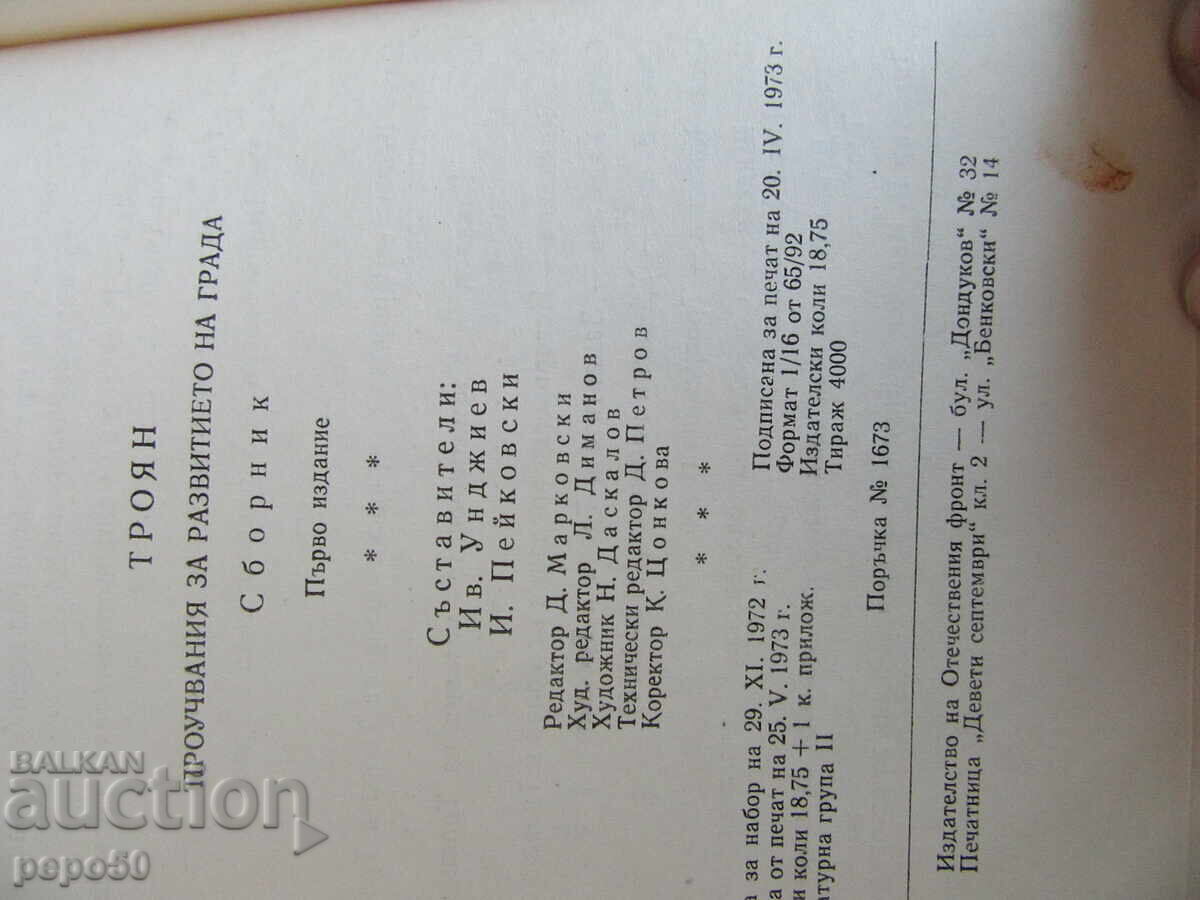 ТРОЯН
ПРОУЧВАНИЯ ЗА РАЗВИТИЕТО НА ГРАДА
Сборник
Първо издание
* * *
Съставители:
Ив. Унджиев
И. Пейковски
Редактор Д. Марковски
Худ. редактор Л. Диманов
Художник Н. Даскалов
Технически редактор Д. Петров
Коректор К. Цонкова
* * *
за набор на 29. XI. 1972 г. Подписана за печат на 20. IV. 1973 г.
от печат на 25. V. 1973 г. Формат 1/16 от 65/92
коли 18,75 + 1 к. прилож. Издателски коли 18,75
група II Тираж 4000
Поръчка № 1673
Издателство на Отечествения фронт — бул. „Дондуков“ № 32
Печатница „Девети септември“ кл. 2 — ул. „Бенковски“ № 14
BALKAN
auction
pepo50